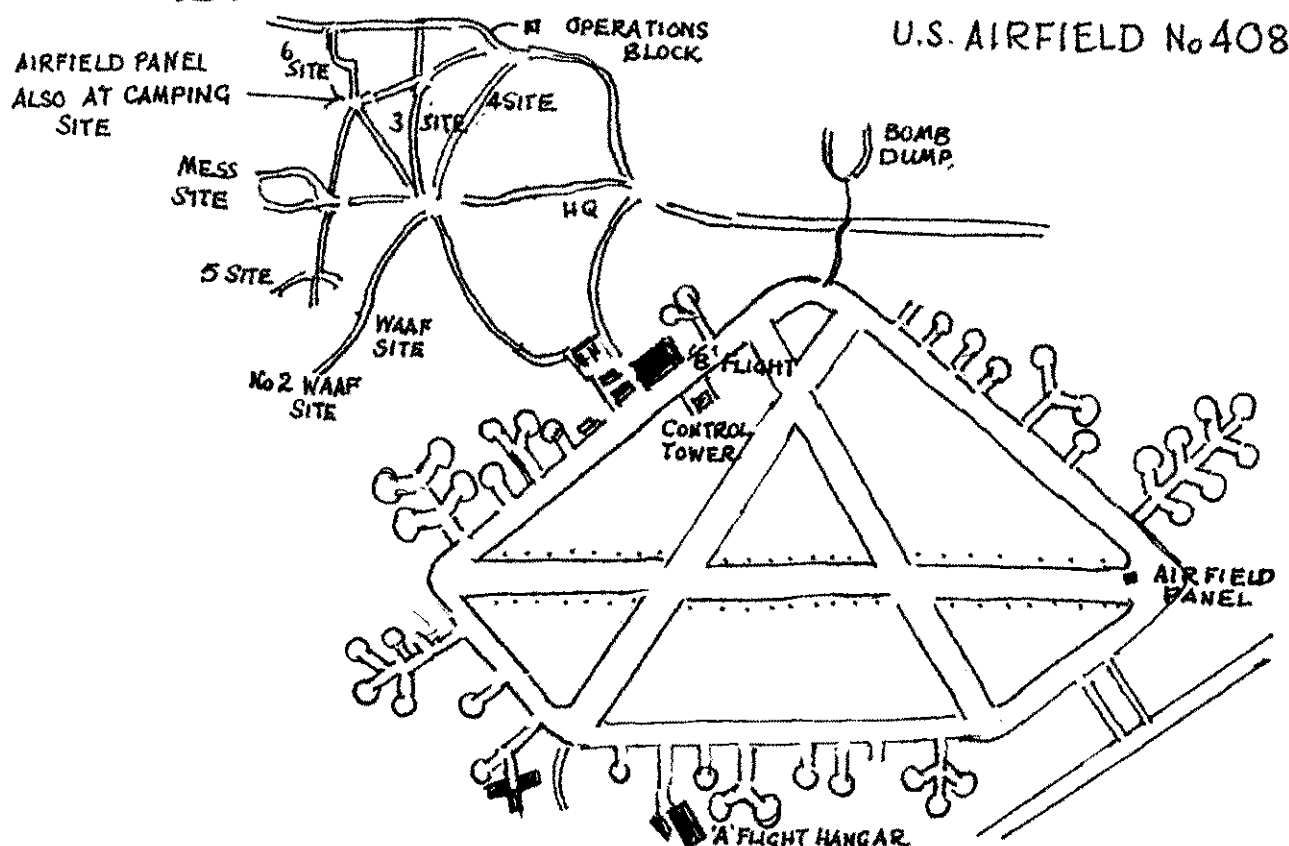 U.S. AIRFIELD No 408
OPERATIONS
BLOCK
AIRFIELD PANEL
ALSO AT CAMPING
SITE
6
SITE
3 SITE
4 SITE
MESS
SITE
HQ
5 SITE
WAAF
SITE
No 2 WAAF
SITE
BOMB
DUMP.
'B' FLIGHT
CONTROL
TOWER
AIRFIELD
PANEL
'A' FLIGHT HANGAR